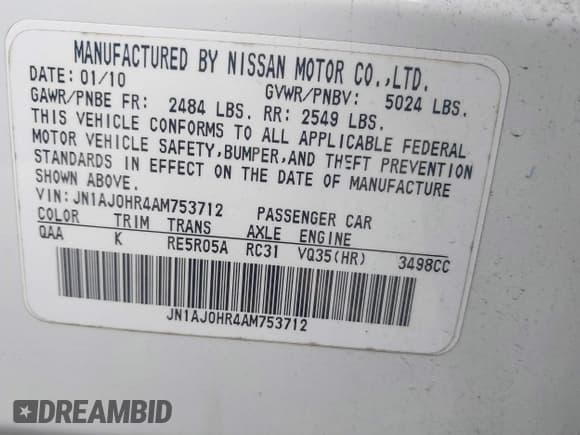 MANUFACTURED BY NISSAN MOTOR CO.,LTD.
DATE: 01/10 GVWR/PNBV: 5024 LBS.
GAWR/PNBE FR: 2484 LBS. RR: 2549 LBS.
THIS VEHICLE CONFORMS TO ALL APPLICABLE FEDERAL
MOTOR VEHICLE SAFETY,BUMPER,AND THEFT PREVENTION
STANDARDS IN EFFECT ON THE DATE OF MANUFACTURE
SHOWN ABOVE.
VIN: JN1AJ0HR4AM753712 PASSENGER CAR
COLOR TRIM TRANS AXLE ENGINE
QAA K RE5R05A RC31 VQ35(HR) 3498CC
JN1AJ0HR4AM753712
DREAMBID